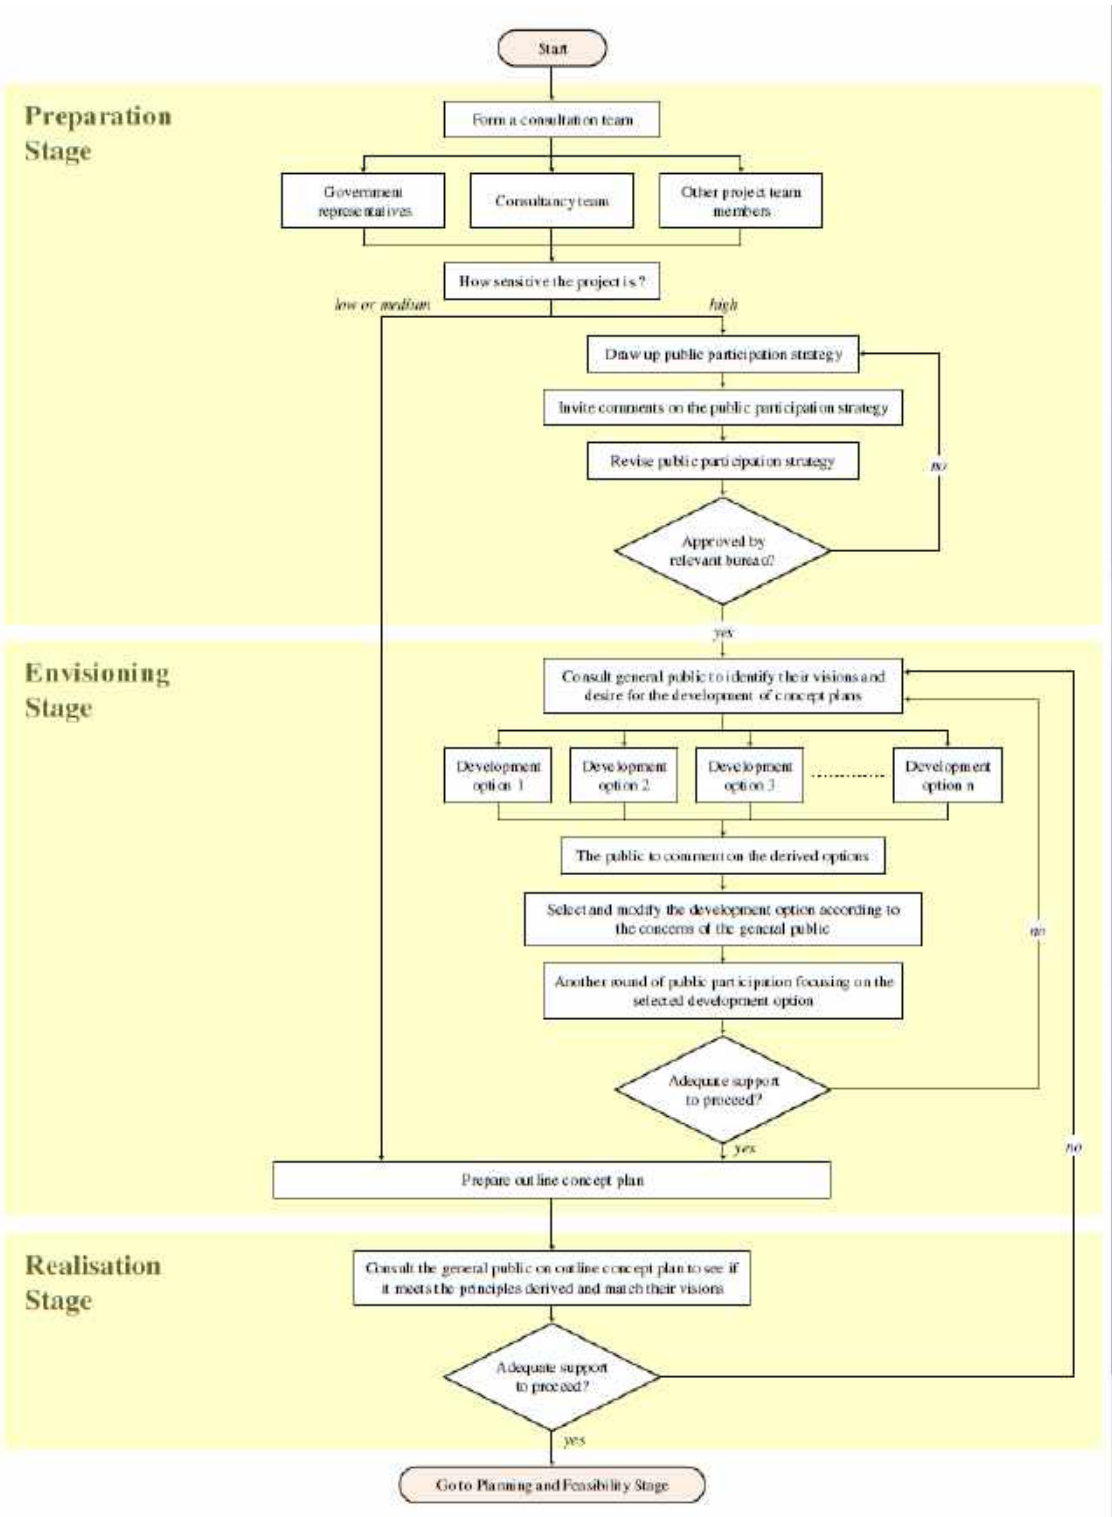 Start
Preparation
Stage
Form a consultation team
Government
representatives
Consultancy team
Other project team
members
How sensitive the project is?
low or medium
high
Draw up public participation strategy
Invite comments on the public participation strategy
Revise public participation strategy
no
Approved by
relevant bureau?
yes
Envisioning
Stage
Consult general public to identify their visions and
desire for the development of concept plans
Development
option 1
Development
option 2
Development
option 3
Development
option n
The public to comment on the derived options
Select and modify the development option according to
the concerns of the general public
no
Another round of public participation focusing on the
selected development option
Adequate support
to proceed?
yes
no
Prepare outline concept plan
Realisation
Stage
Consult the general public on outline concept plan to see if
it meets the principles derived and match their visions
Adequate support
to proceed?
yes
Go to Planning and Feasibility Stage